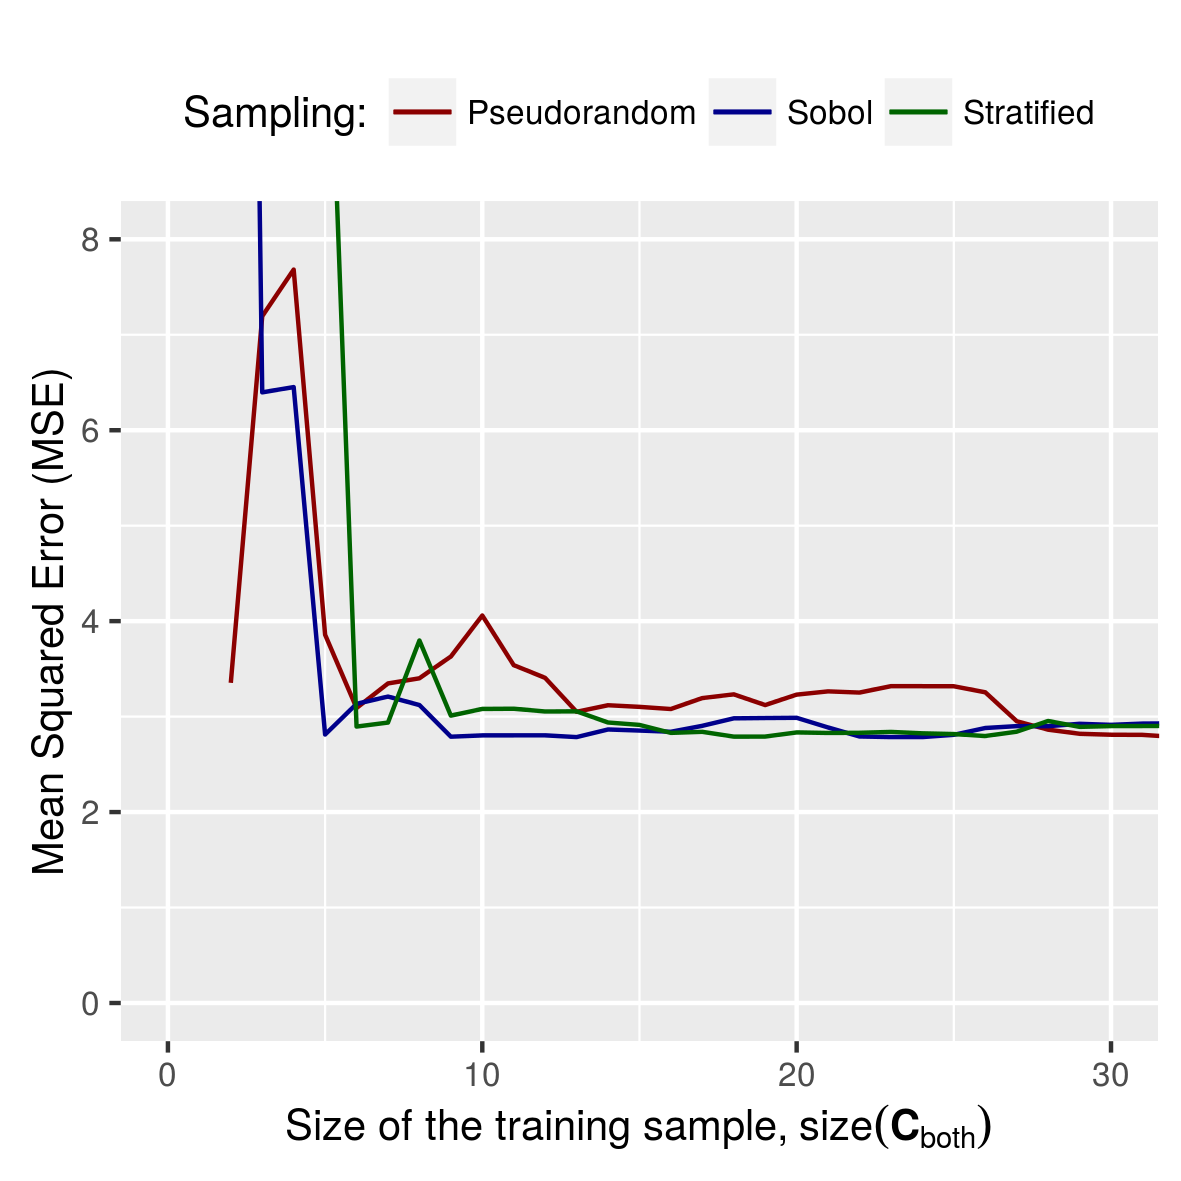 Sampling: Pseudorandom Sobol Stratified
8
6
4
2
0
Mean Squared Error (MSE)
0 10 20 30
Size of the training sample, size(C_both)